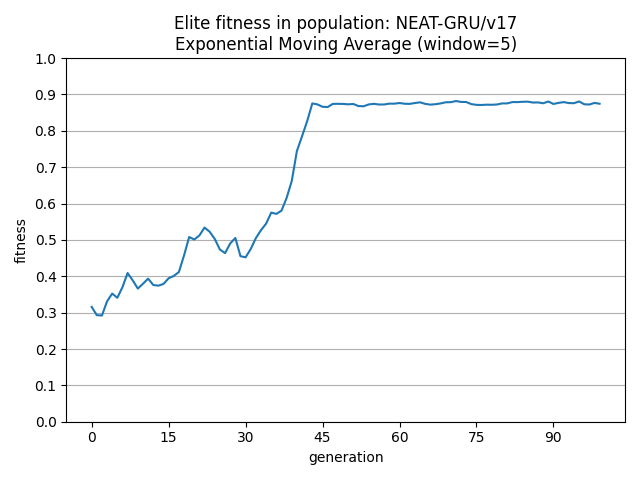 Elite fitness in population: NEAT-GRU/v17
Exponential Moving Average (window=5)
1.0
0.9
0.8
0.7
0.6
0.5
0.4
0.3
0.2
0.1
0.0
fitness
0 15 30 45 60 75 90
generation